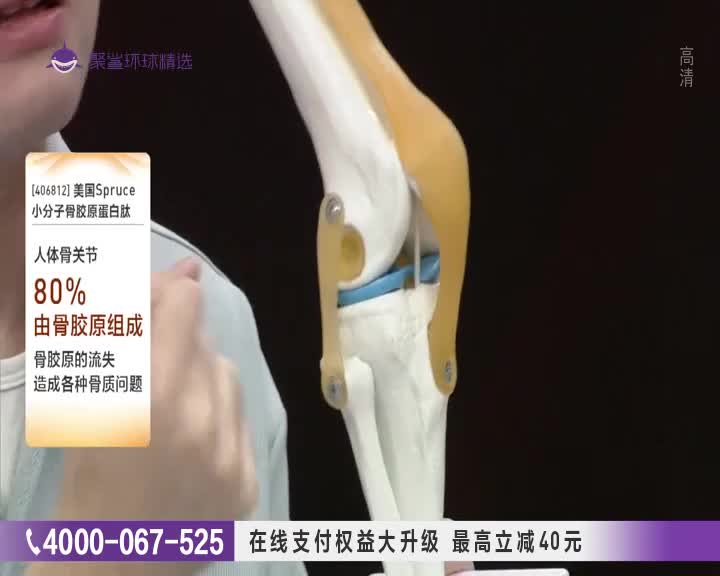 聚鲨环球精选
高清
[406812] 美国Spruce
小分子骨胶原蛋白肽
人体骨关节
80%
由骨胶原组成
骨胶原的流失
造成各种骨质问题
4000-067-525
在线支付权益大升级 最高立减40元